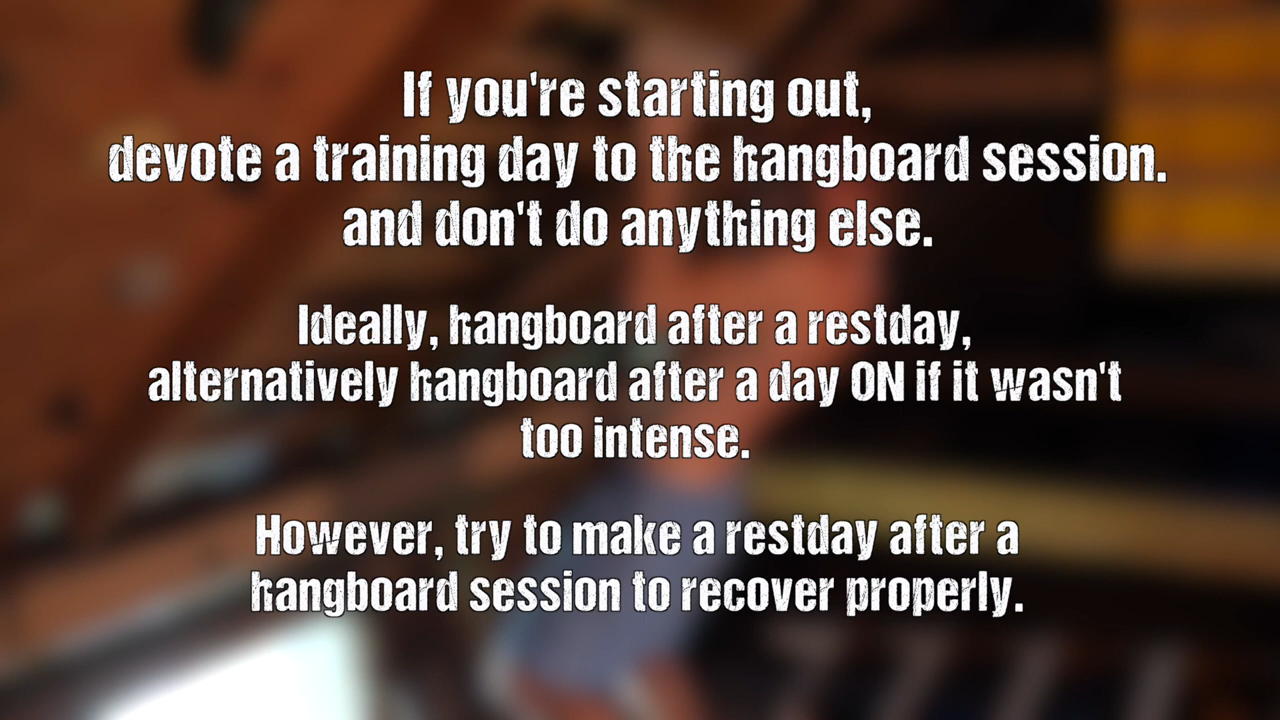 If you're starting out,
devote a training day to the hangboard session.
and don't do anything else.
Ideally, hangboard after a restday,
alternatively hangboard after a day ON if it wasn't
too intense.
However, try to make a restday after a
hangboard session to recover properly.